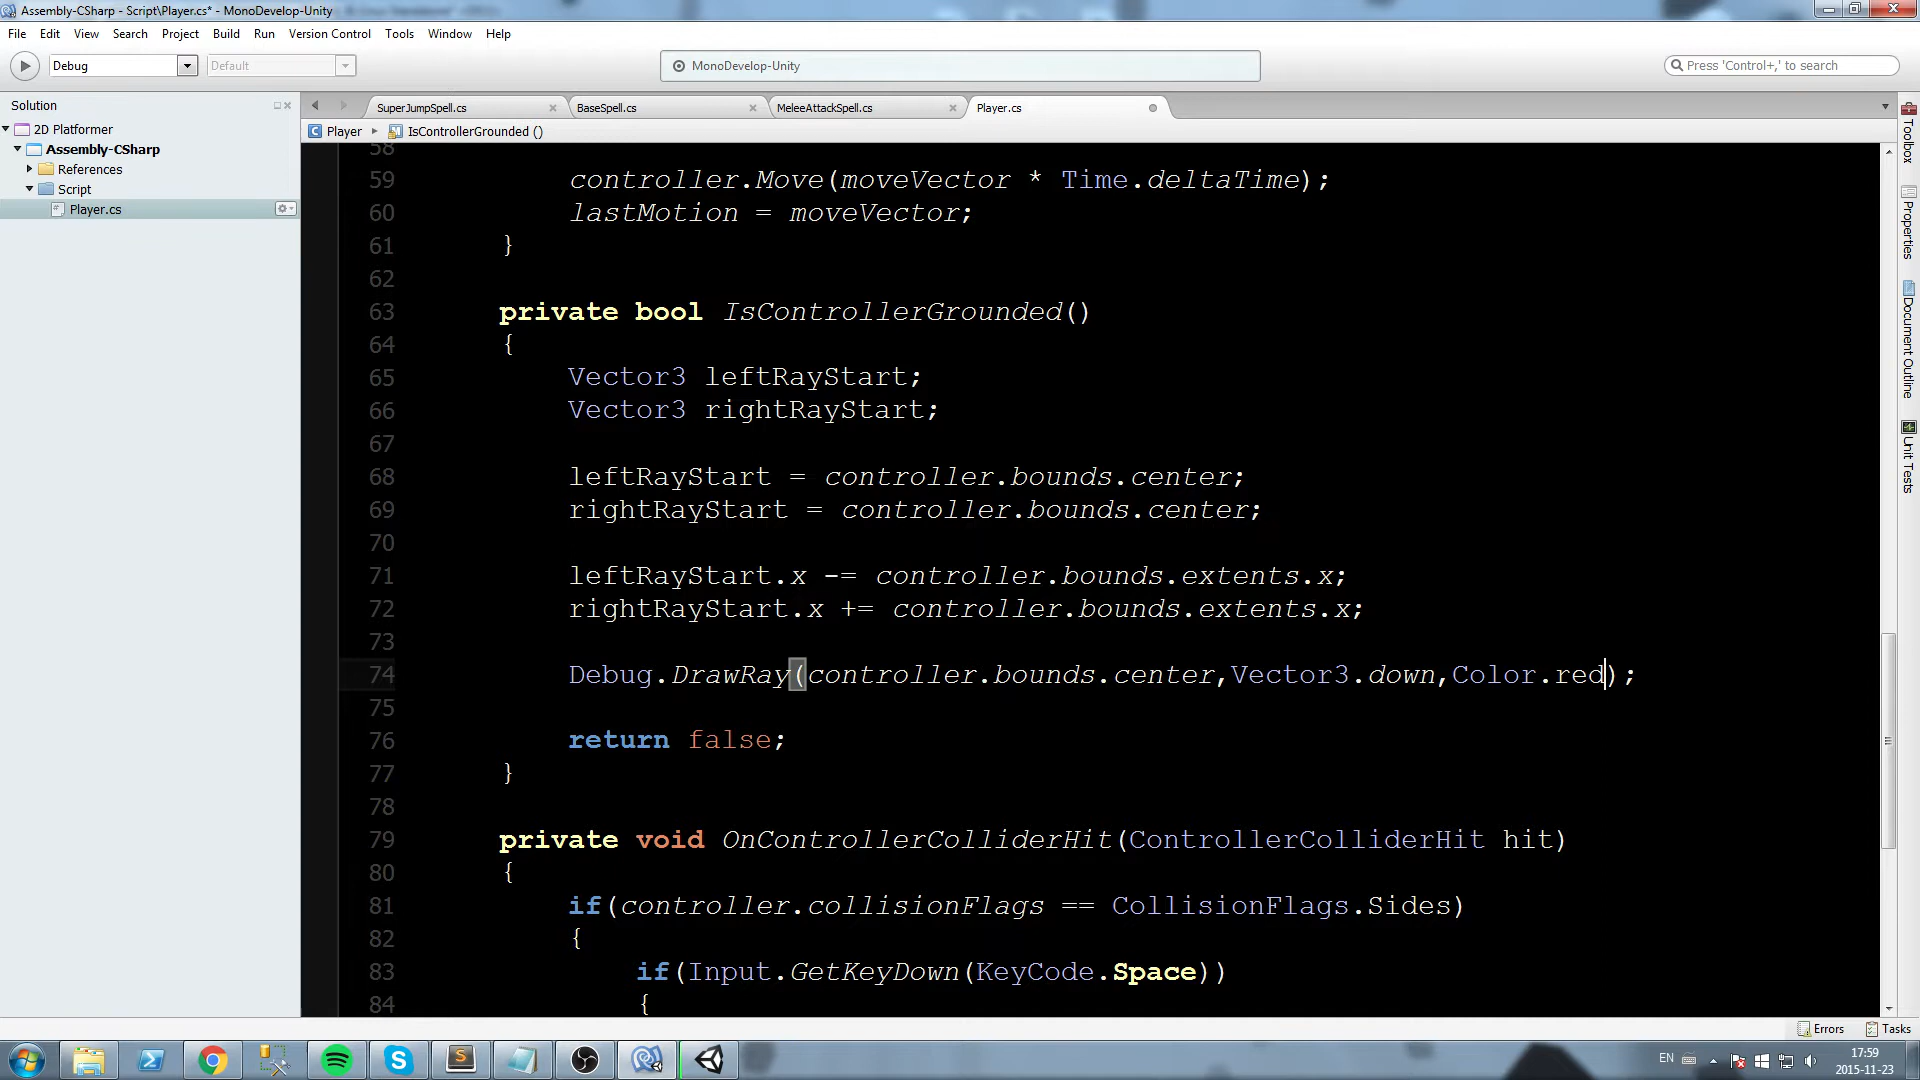 Assembly-CSharp - Script\Player.cs* - MonoDevelop-Unity
File Edit View Search Project Build Run Version Control Tools Window Help
Debug Default MonoDevelop-Unity Press 'Control+,' to search
Solution
SuperJumpSpell.cs BaseSpell.cs MeleeAttackSpell.cs Player.cs
2D Platformer
Assembly-CSharp
References
Script
Player.cs
Player IsControllerGrounded ()
58
59 controller.Move(moveVector * Time.deltaTime);
60 lastMotion = moveVector;
61 }
62
63 private bool IsControllerGrounded()
64 {
65 Vector3 leftRayStart;
66 Vector3 rightRayStart;
67
68 leftRayStart = controller.bounds.center;
69 rightRayStart = controller.bounds.center;
70
71 leftRayStart.x -= controller.bounds.extents.x;
72 rightRayStart.x += controller.bounds.extents.x;
73
74 Debug.DrawRay(controller.bounds.center,Vector3.down,Color.red);
75
76 return false;
77 }
78
79 private void OnControllerColliderHit(ControllerColliderHit hit)
80 {
81 if(controller.collisionFlags == CollisionFlags.Sides)
82 {
83 if(Input.GetKeyDown(KeyCode.Space))
84 {
Toolbox
Properties
Document Outline
Unit Tests
Errors Tasks
EN
17:59
2015-11-23